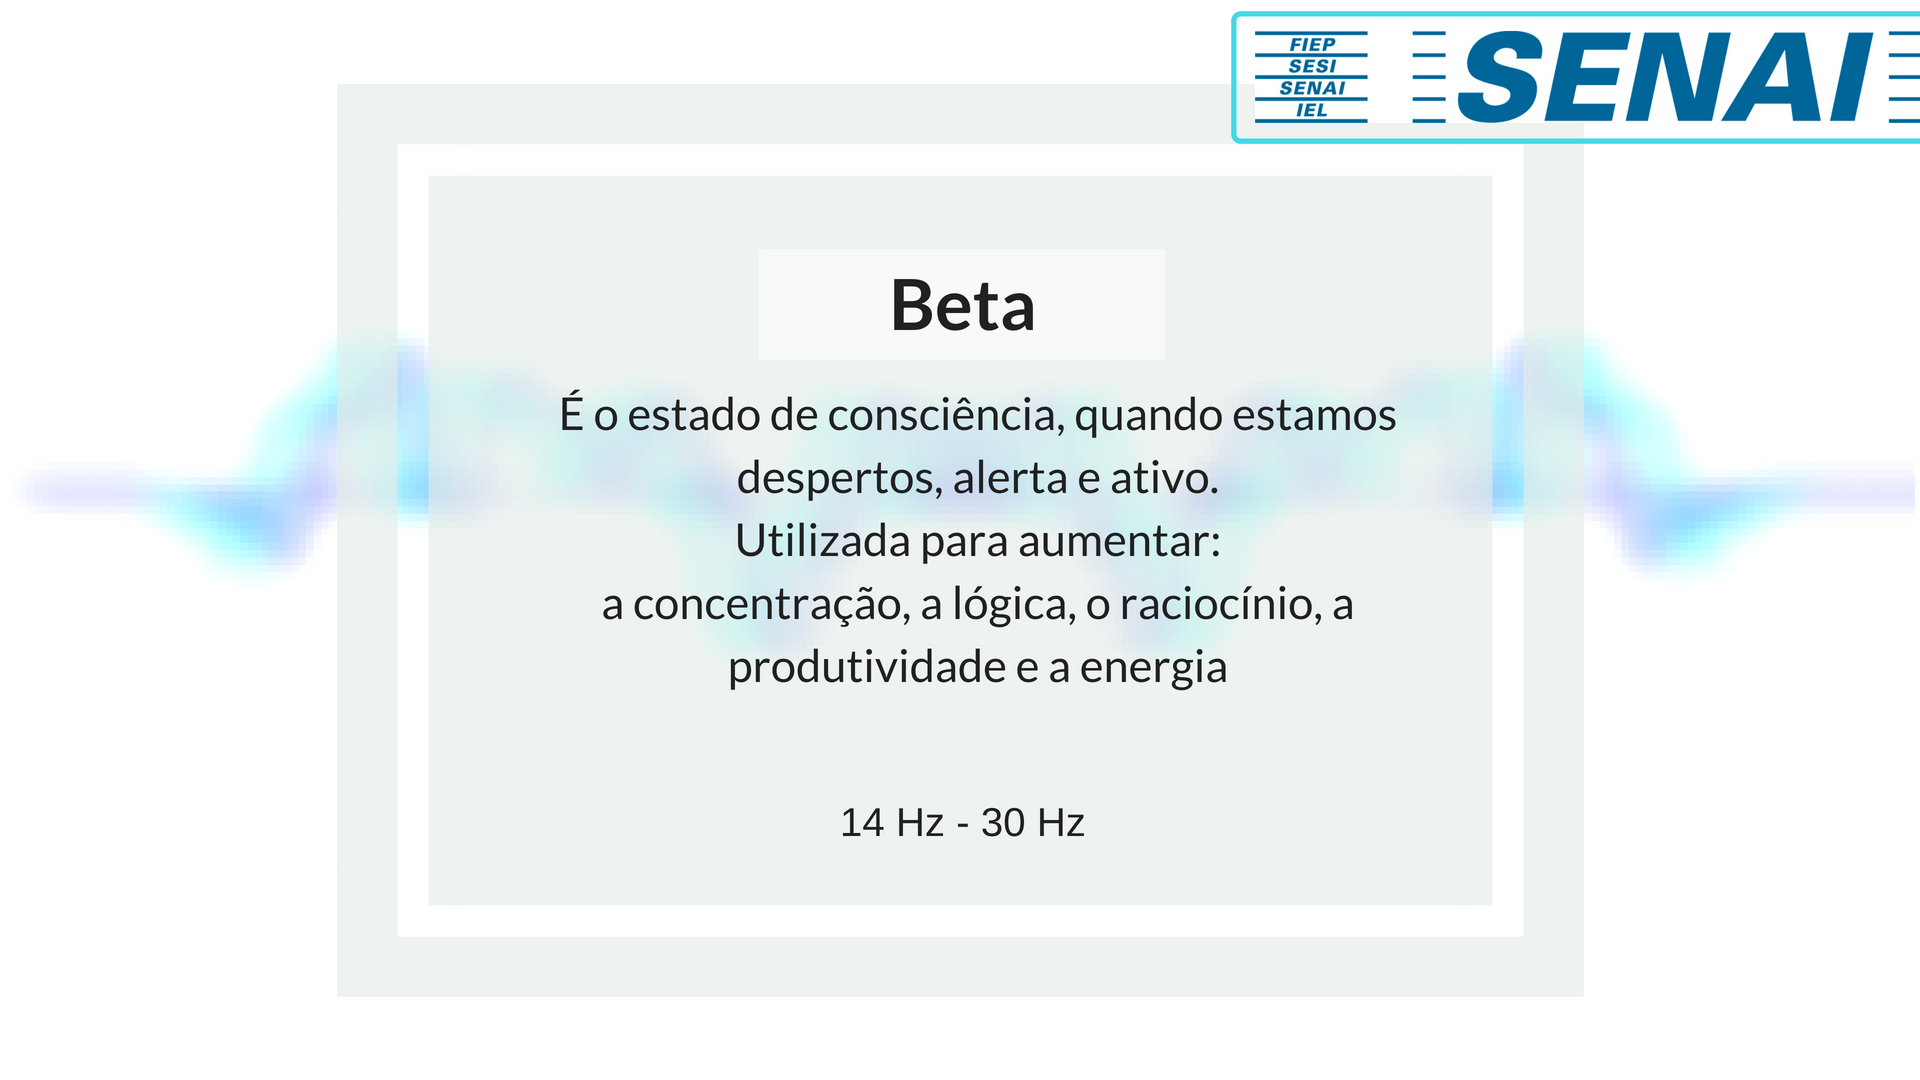 FIEP
SESI
SENAI
IEL
SENAI
Beta
É o estado de consciência, quando estamos
despertos, alerta e ativo.
Utilizada para aumentar:
a concentração, a lógica, o raciocínio, a
produtividade e a energia
14 Hz - 30 Hz